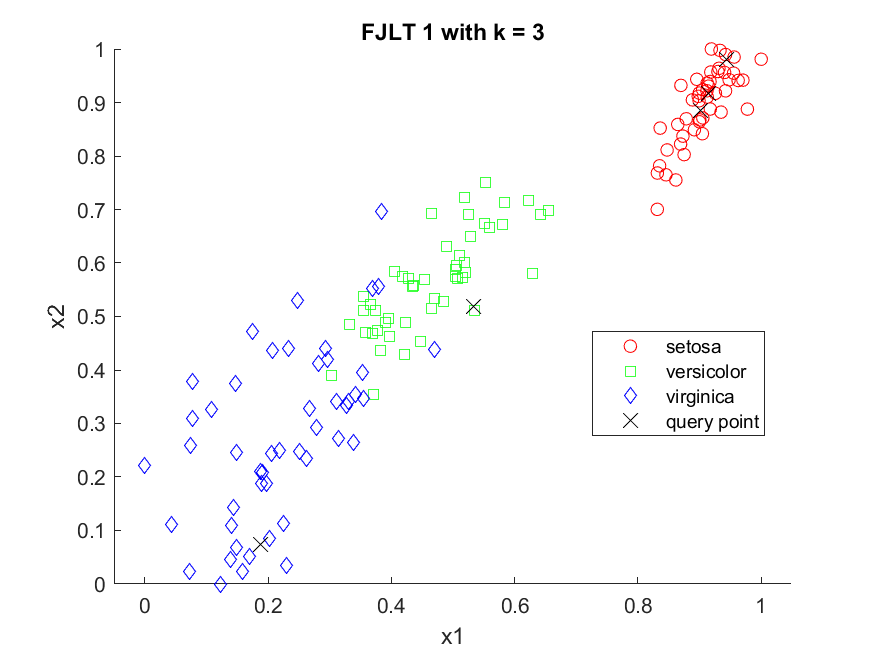 FJLT 1 with k = 3
1
0.9
0.8
0.7
0.6
0.5
0.4
0.3
0.2
0.1
0
x2
setosa
versicolor
virginica
query point
0 0.2 0.4 0.6 0.8 1
x1